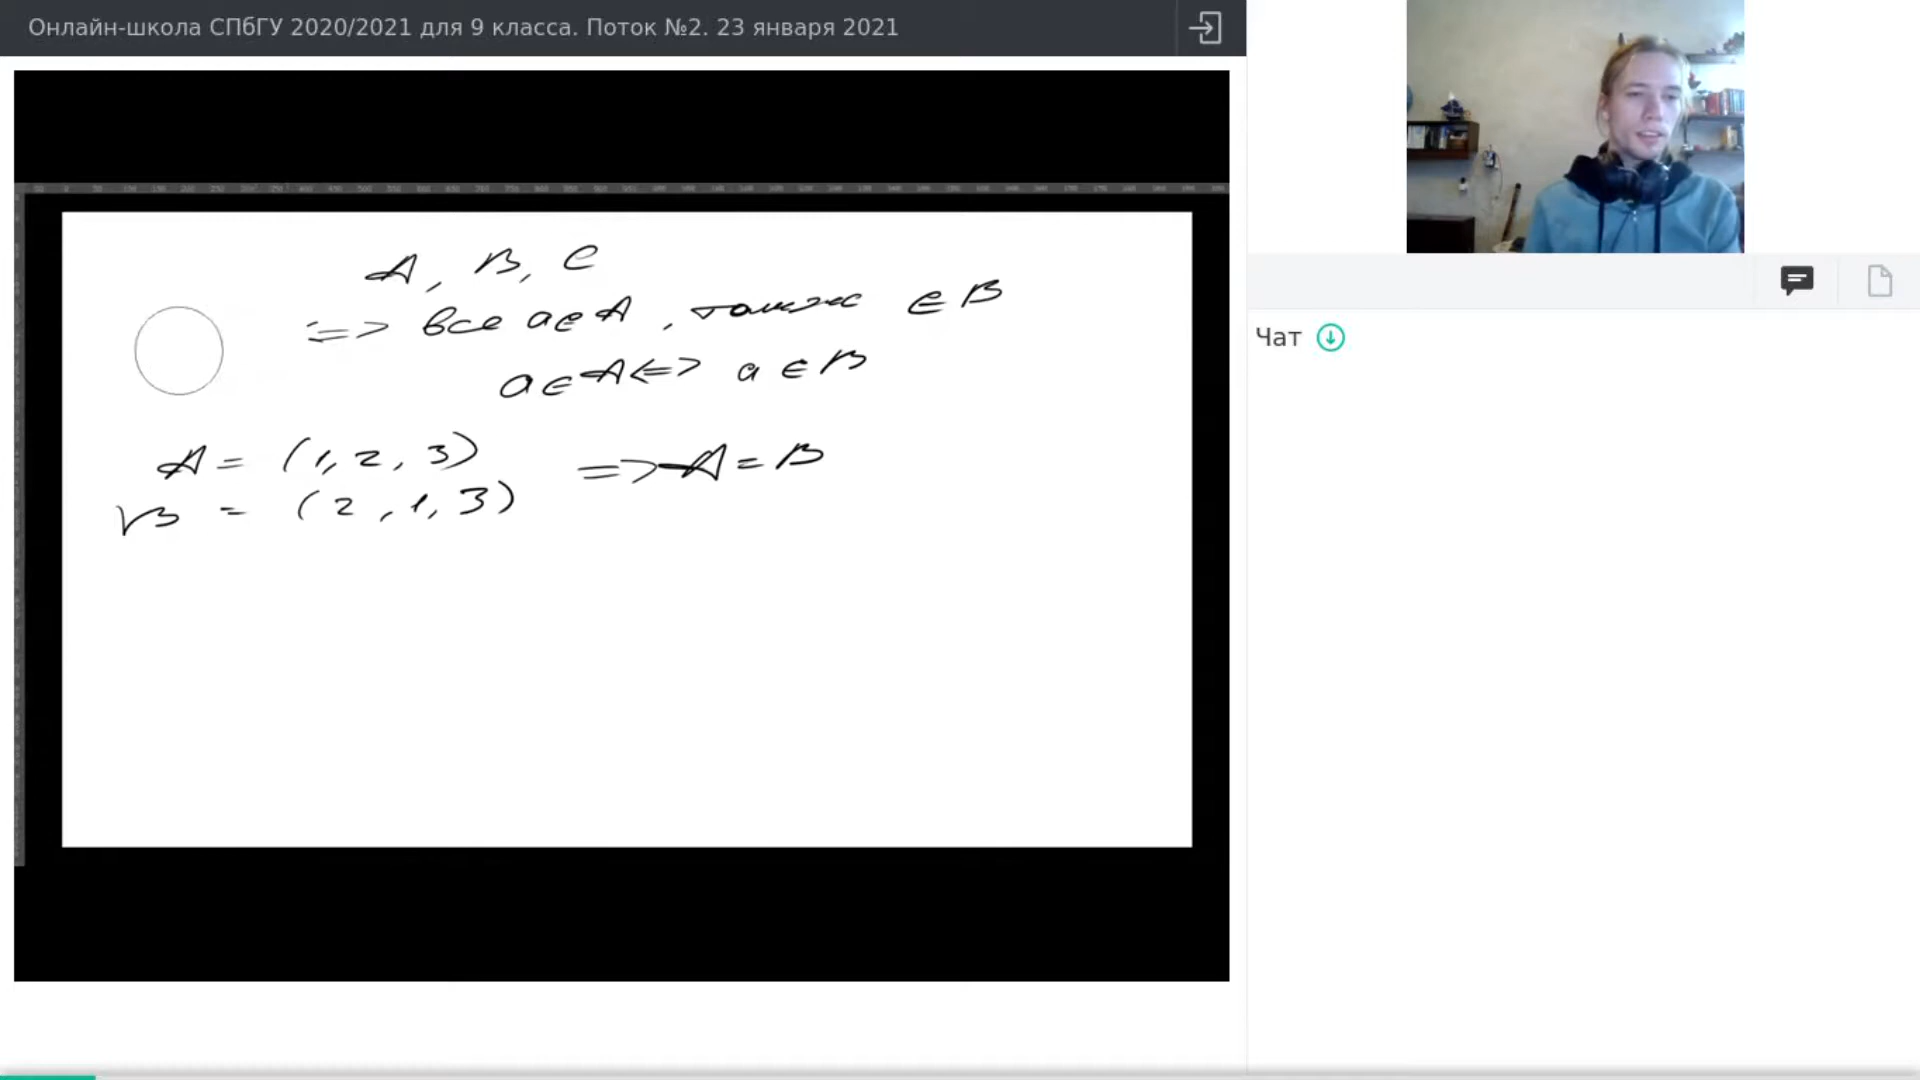 Онлайн-школа СПбГУ 2020/2021 для 9 класса. Поток №2. 23 января 2021
A, B, C
:=> все a∈A, также ∈ B
a∈A<=> a ∈ B
A = (1, 2, 3) => A = B
B = (2, 1, 3)
Чат